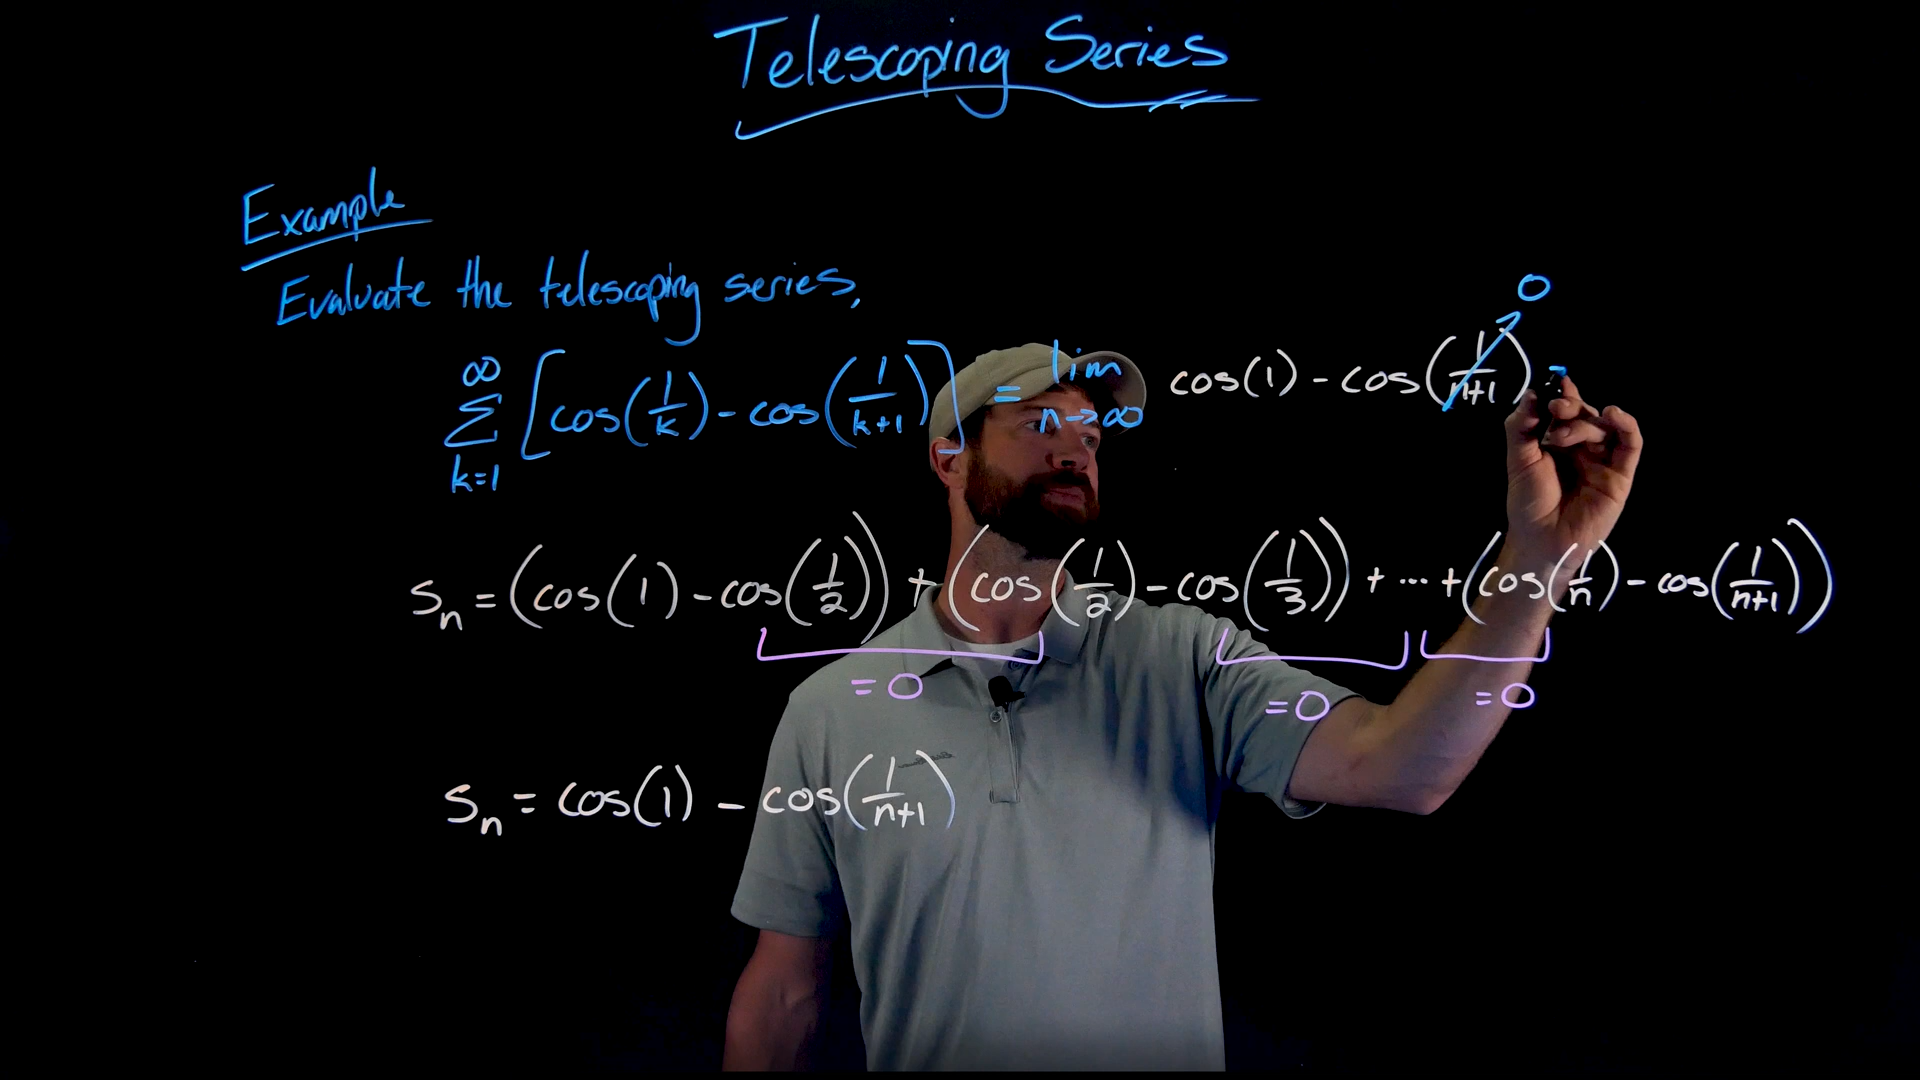 Telescoping Series
Example
Evaluate the telescoping series,
∞
∑ [cos(1/k) - cos(1/(k+1))] = lim cos(1) - cos(1/(n+1)) =
k=1
n→∞
0
Sn = (cos(1) - cos(1/2)) + (cos(1/2) - cos(1/3)) + ... + (cos(1/n) - cos(1/(n+1)))
= 0
= 0
= 0
Sn = cos(1) - cos(1/(n+1))